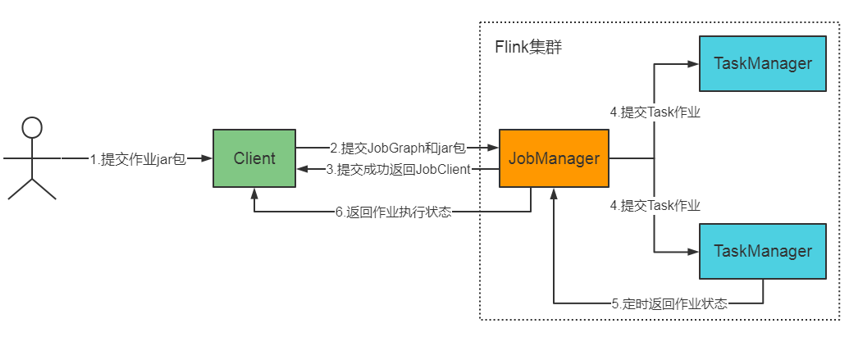 Flink集群
TaskManager
4.提交Task作业
1.提交作业jar包
Client
2.提交JobGraph和jar包
3.提交成功返回JobClient
JobManager
4.提交Task作业
6.返回作业执行状态
TaskManager
5.定时返回作业状态